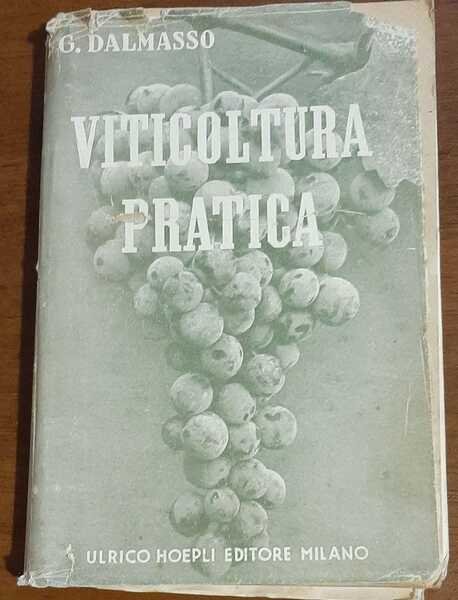 G. DALMASSO
VITICOLTURA
PRATICA
ULRICO HOEPLI EDITORE MILANO